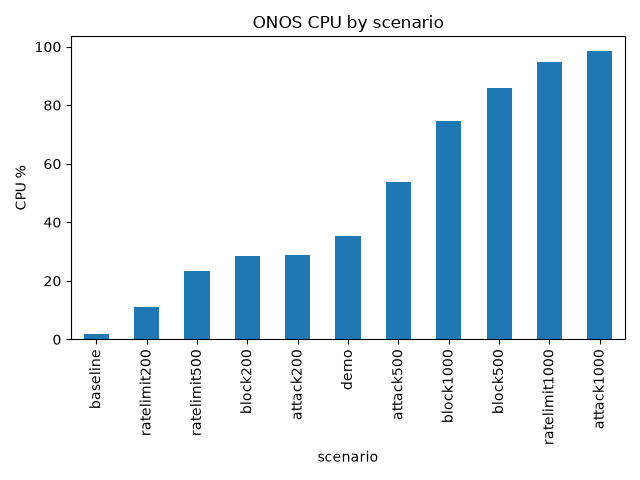 ONOS CPU by scenario
CPU %
100
80
60
40
20
0
baseline
ratelimit200
ratelimit500
block200
attack200
demo
attack500
block1000
block500
ratelimit1000
attack1000
scenario